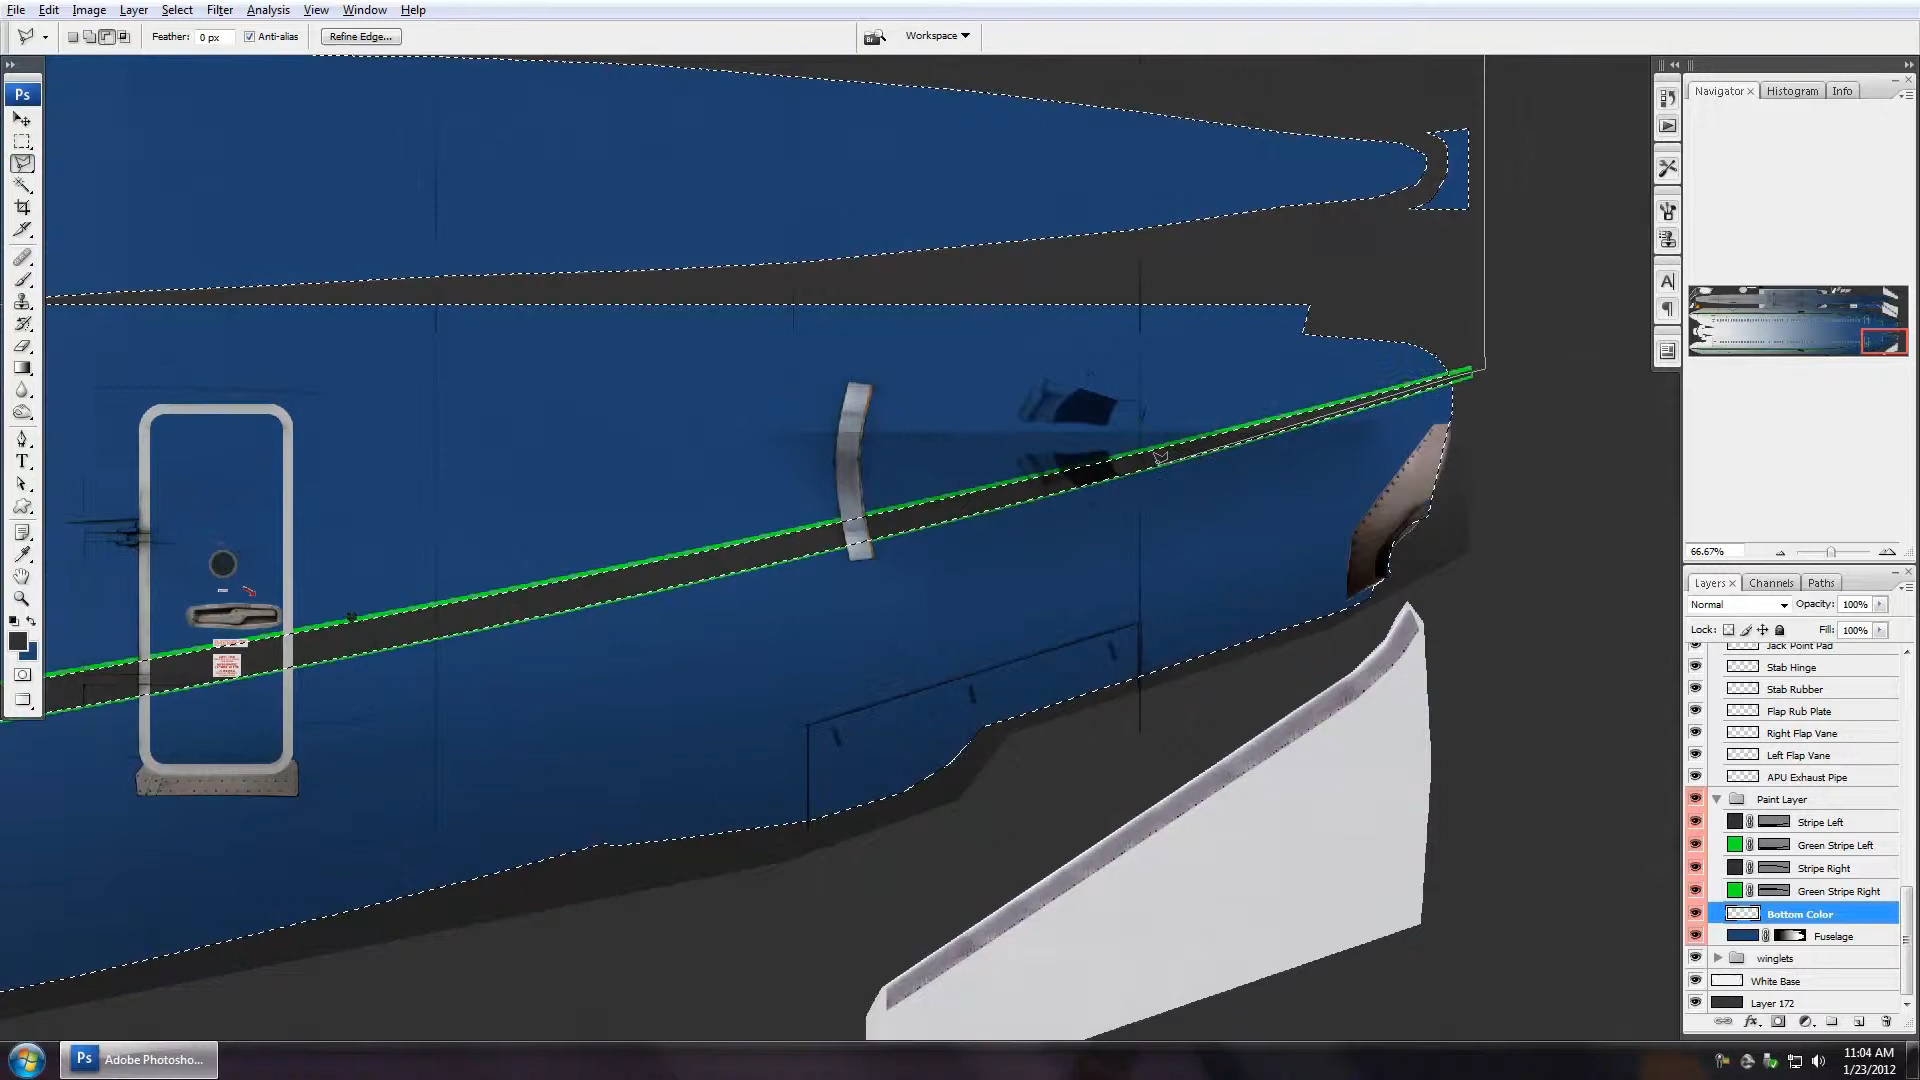 File Edit Image Layer Select Filter Analysis View Window Help
Feather: 0 px Anti-alias Refine Edge... Br Workspace
Ps
T
Navigator Histogram Info
A
66.67%
Layers Channels Paths
Normal Opacity: 100%
Lock: Fill: 100%
Jack Point Pad
Stab Hinge
Stab Rubber
Flap Rub Plate
Right Flap Vane
Left Flap Vane
APU Exhaust Pipe
Paint Layer
Stripe Left
Green Stripe Left
Stripe Right
Green Stripe Right
Bottom Color
Fuselage
winglets
White Base
Layer 172
fx
Ps Adobe Photosho...
11:04 AM
1/23/2012